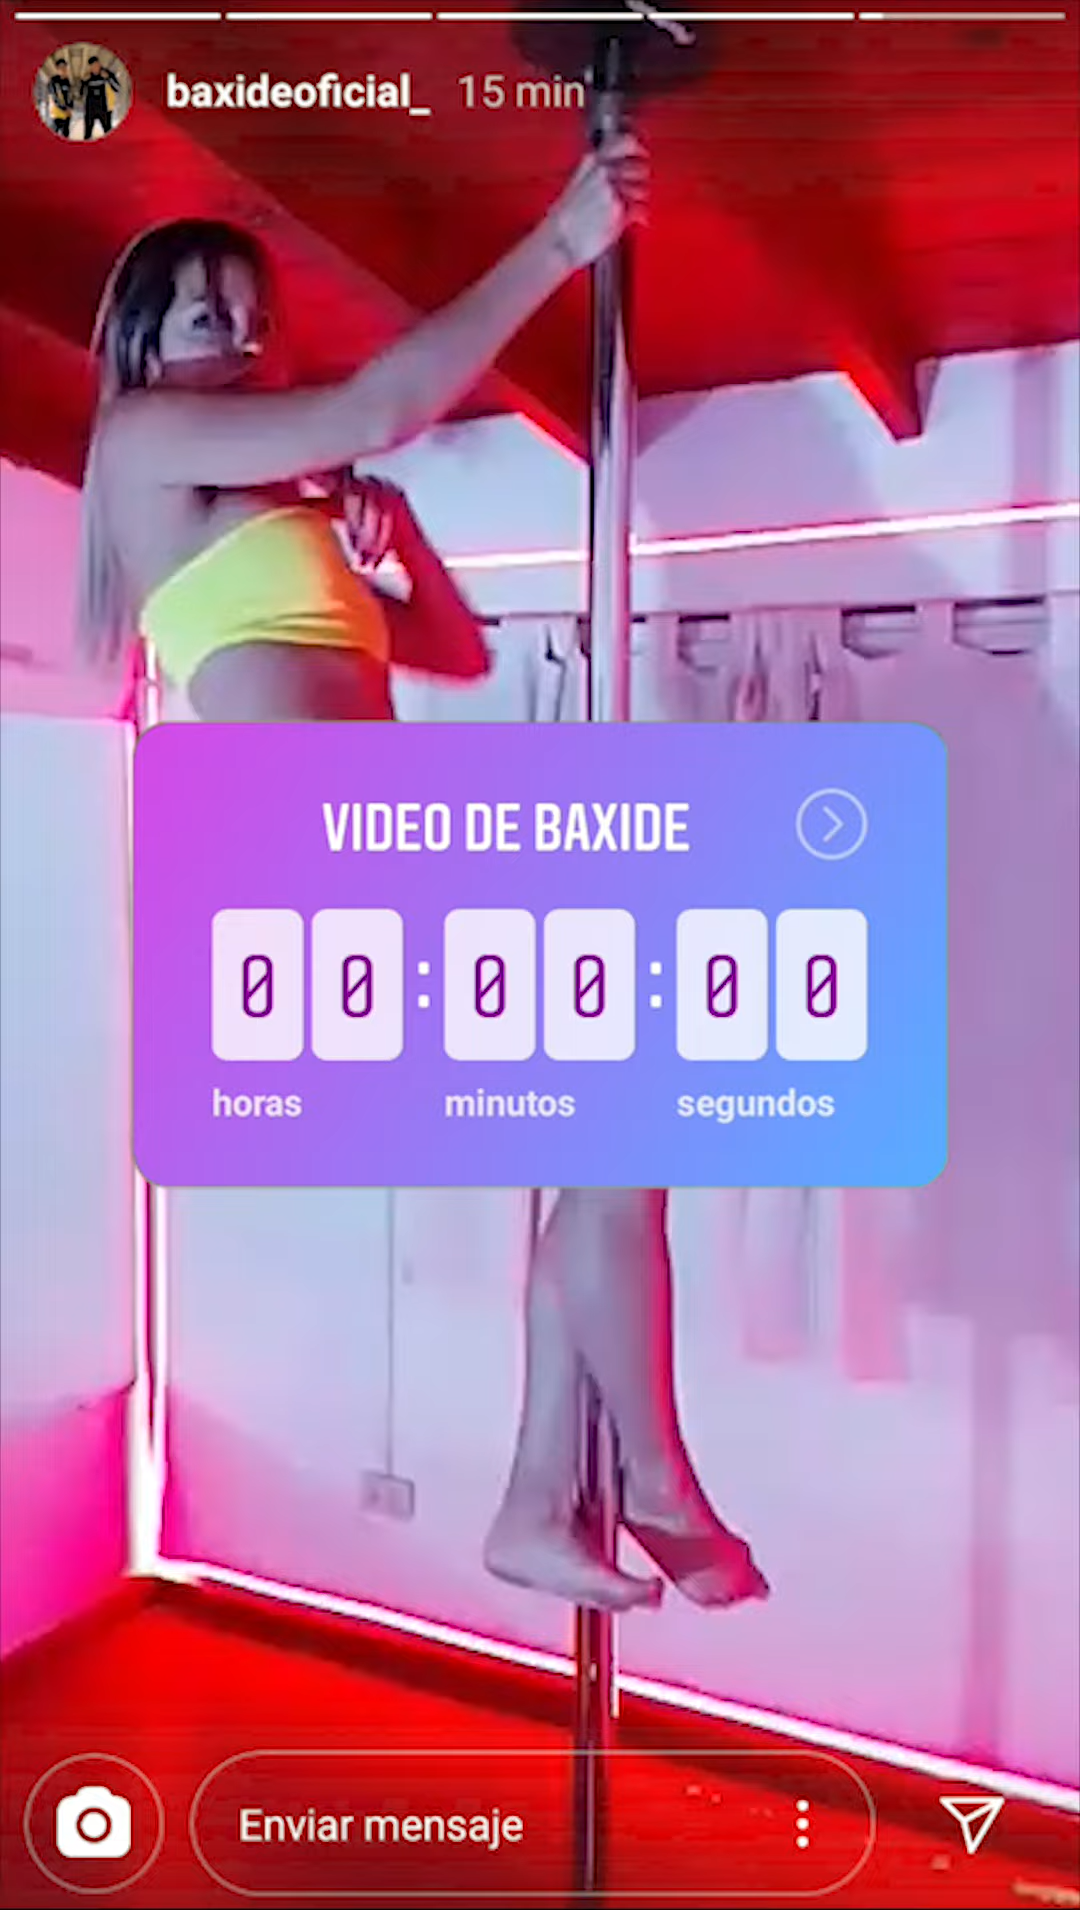 baxideoficial_ 15 min
VIDEO DE BAXIDE
00:00:00
horas minutos segundos
Enviar mensaje